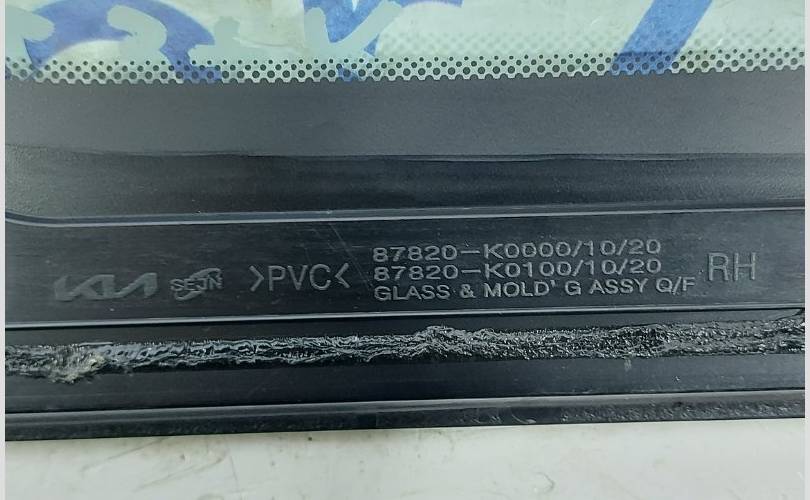 KIA SEJN >PVC< 87820-K0000/10/20
87820-K0100/10/20
GLASS & MOLD'G ASSY Q/F
RH